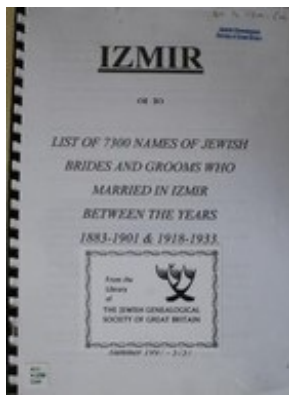 IZMIR
LIST OF 7300 NAMES OF JEWISH
BRIDES AND GROOMS WHO
MARRIED IN IZMIR
BETWEEN THE YEARS
1883-1901 & 1918-1933.
From the
Library
of
THE JEWISH GENEALOGICAL
SOCIETY OF GREAT BRITAIN